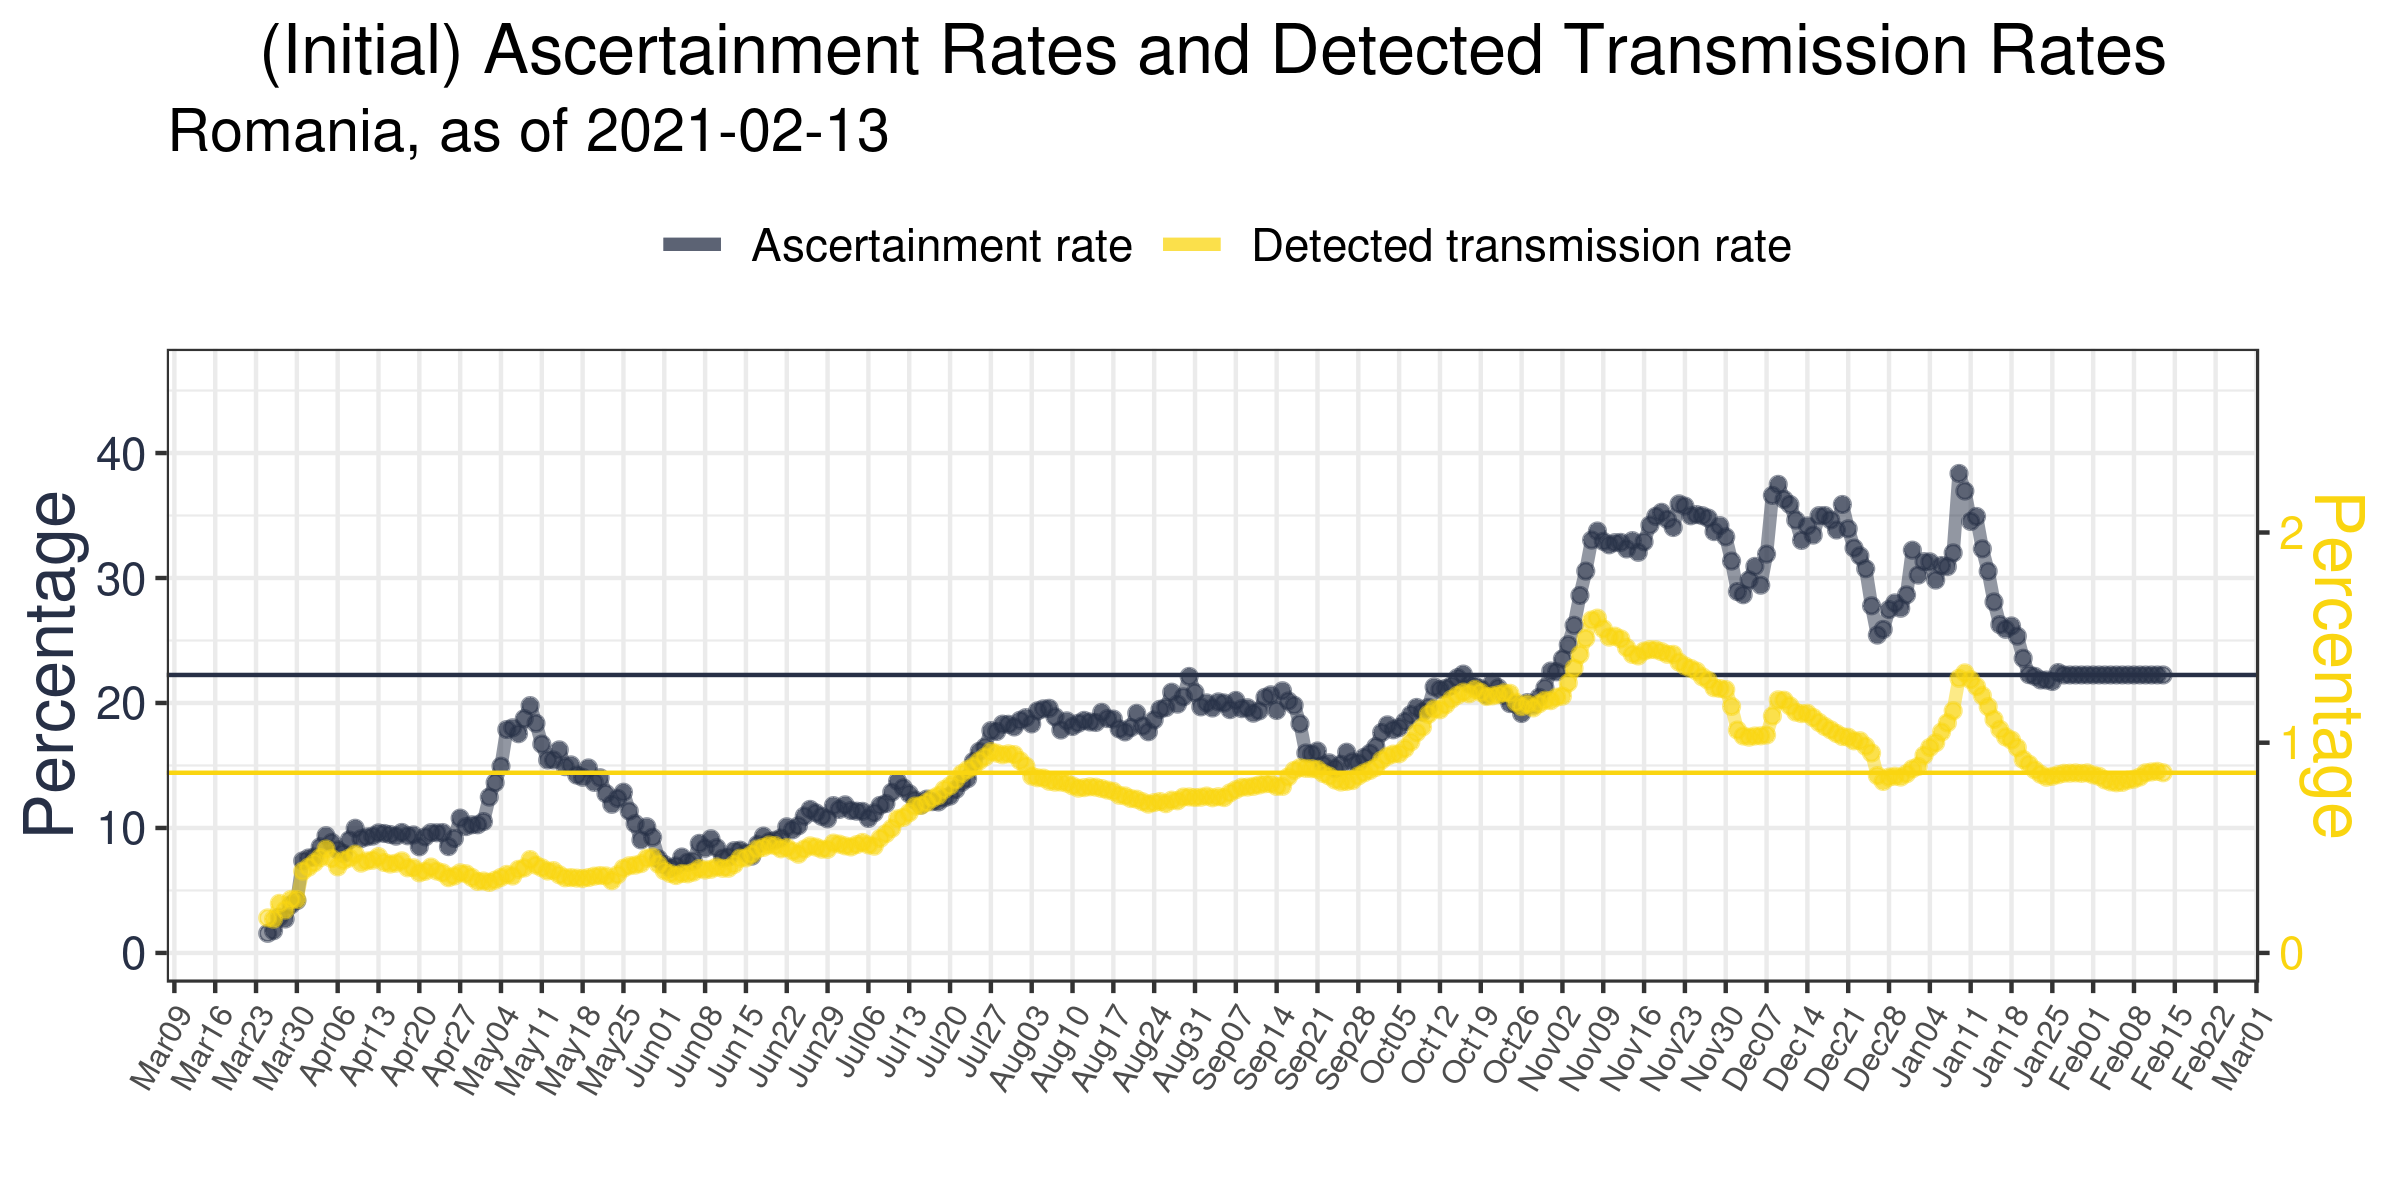 (Initial) Ascertainment Rates and Detected Transmission Rates
Romania, as of 2021-02-13
Ascertainment rate
Detected transmission rate
Percentage
40
30
20
10
0
2
1
0
Percentage
Mar09
Mar16
Mar23
Mar30
Apr06
Apr13
Apr20
Apr27
May04
May11
May18
May25
Jun01
Jun08
Jun15
Jun22
Jun29
Jul06
Jul13
Jul20
Jul27
Aug03
Aug10
Aug17
Aug24
Aug31
Sep07
Sep14
Sep21
Sep28
Oct05
Oct12
Oct19
Oct26
Nov02
Nov09
Nov16
Nov23
Nov30
Dec07
Dec14
Dec21
Dec28
Jan04
Jan11
Jan18
Jan25
Feb01
Feb08
Feb15
Feb22
Mar01